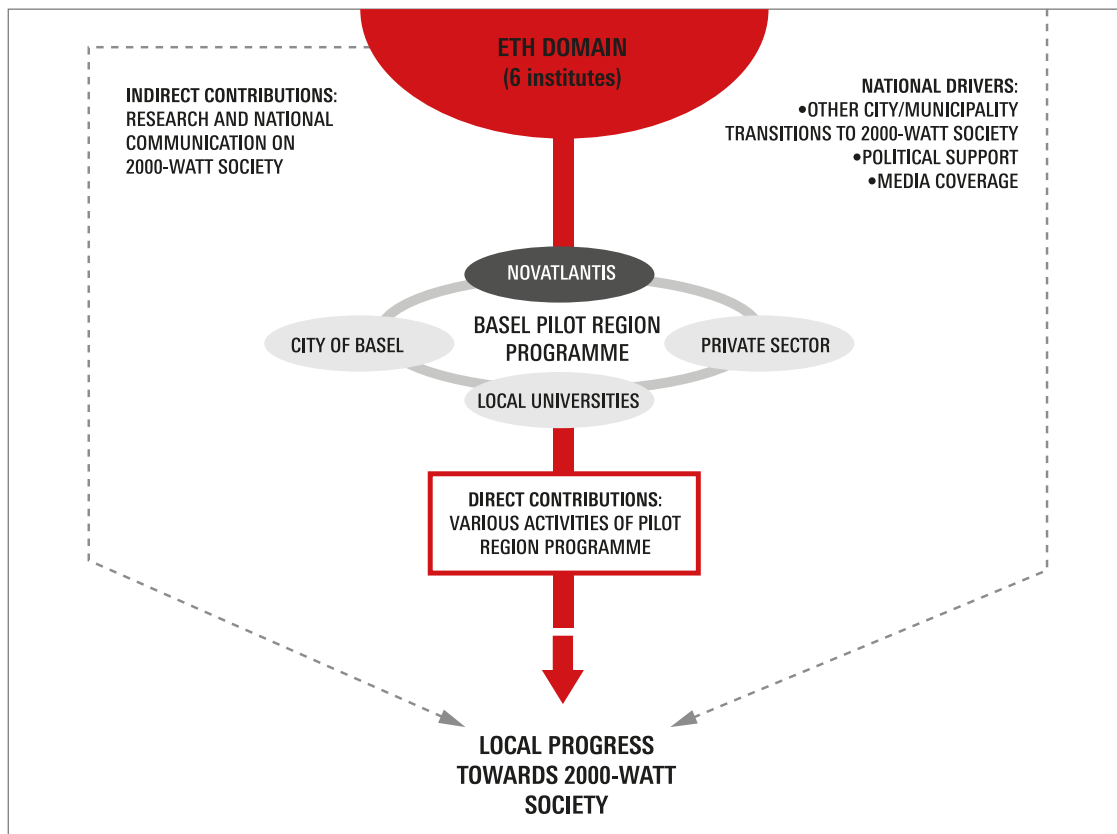 ETH DOMAIN
(6 institutes)
INDIRECT CONTRIBUTIONS:
RESEARCH AND NATIONAL
COMMUNICATION ON
2000-WATT SOCIETY
NATIONAL DRIVERS:
•OTHER CITY/MUNICIPALITY
TRANSITIONS TO 2000-WATT SOCIETY
•POLITICAL SUPPORT
•MEDIA COVERAGE
NOVATLANTIS
BASEL PILOT REGION
PROGRAMME
CITY OF BASEL
PRIVATE SECTOR
LOCAL UNIVERSITIES
DIRECT CONTRIBUTIONS:
VARIOUS ACTIVITIES OF PILOT
REGION PROGRAMME
LOCAL PROGRESS
TOWARDS 2000-WATT
SOCIETY